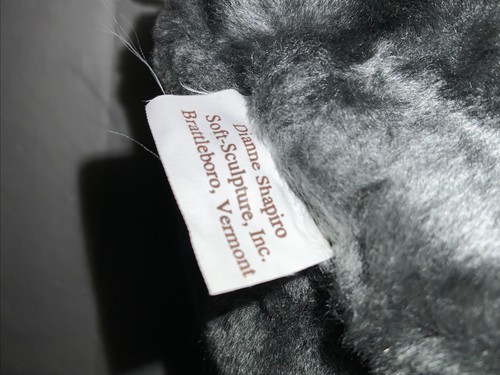 Dianne Shapiro
Soft-Sculpture, Inc.
Brattleboro, Vermont